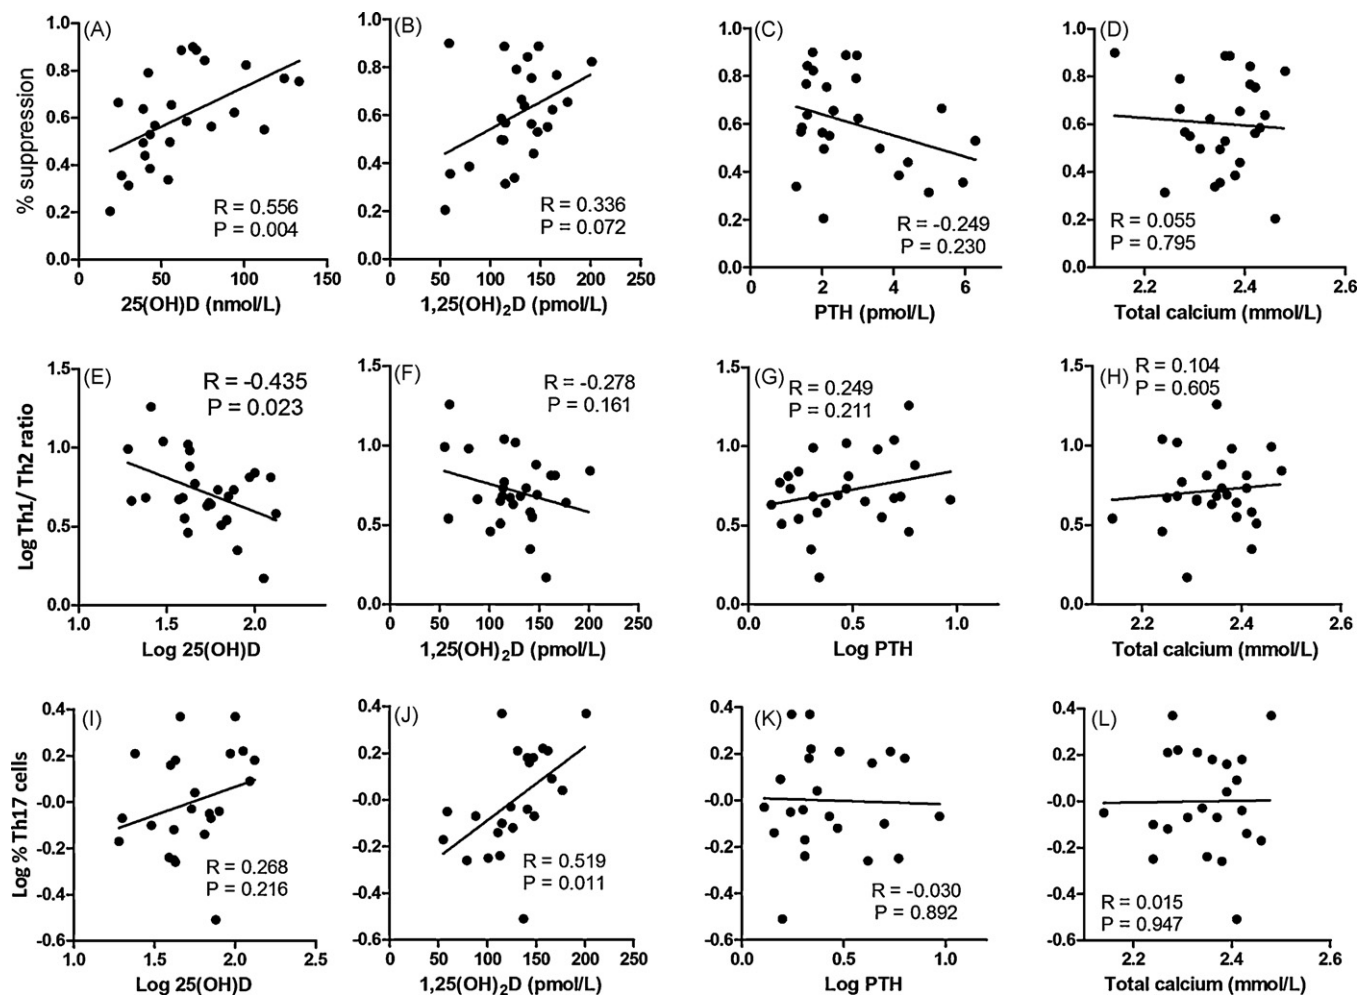 (A)
% suppression
1.0
0.8
0.6
0.4
0.2
0.0
R = 0.556
P = 0.004
0 50 100 150
25(OH)D (nmol/L)
(B)
1.0
0.8
0.6
0.4
0.2
0.0
R = 0.336
P = 0.072
0 50 100 150 200 250
1,25(OH)2D (pmol/L)
(C)
1.0
0.8
0.6
0.4
0.2
0.0
R = -0.249
P = 0.230
0 2 4 6
PTH (pmol/L)
(D)
1.0
0.8
0.6
0.4
0.2
0.0
R = 0.055
P = 0.795
2.2 2.4 2.6
Total calcium (mmol/L)
(E)
Log Th1/ Th2 ratio
1.5
1.0
0.5
0.0
R = -0.435
P = 0.023
1.0 1.5 2.0
Log 25(OH)D
(F)
1.5
1.0
0.5
0.0
R = -0.278
P = 0.161
0 50 100 150 200 250
1,25(OH)2D (pmol/L)
(G)
1.5
1.0
0.5
0.0
R = 0.249
P = 0.211
0.0 0.5 1.0
Log PTH
(H)
1.5
1.0
0.5
0.0
R = 0.104
P = 0.605
2.2 2.4 2.6
Total calcium (mmol/L)
(I)
Log % Th17 cells
0.4
0.2
-0.0
-0.2
-0.4
-0.6
R = 0.268
P = 0.216
1.0 1.5 2.0 2.5
Log 25(OH)D
(J)
0.4
0.2
-0.0
-0.2
-0.4
-0.6
R = 0.519
P = 0.011
0 50 100 150 200 250
1,25(OH)2D (pmol/L)
(K)
0.4
0.2
-0.0
-0.2
-0.4
-0.6
R = -0.030
P = 0.892
0.0 0.5 1.0
Log PTH
(L)
0.4
0.2
-0.0
-0.2
-0.4
-0.6
R = 0.015
P = 0.947
2.2 2.4 2.6
Total calcium (mmol/L)